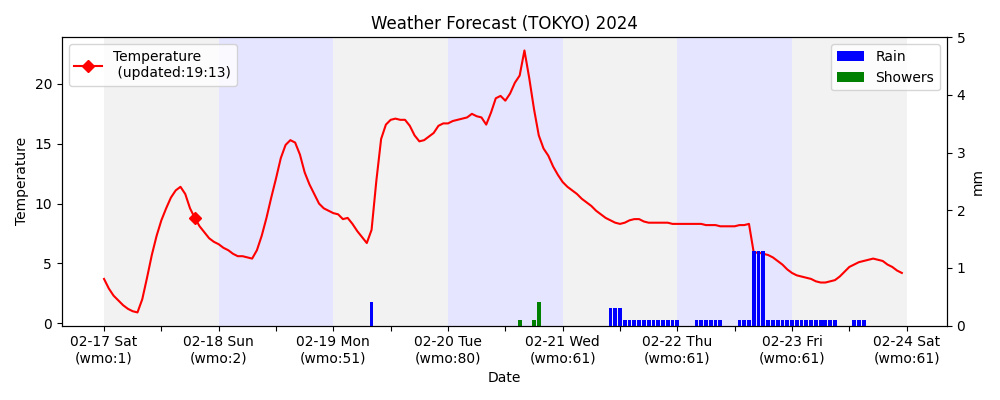 Weather Forecast (TOKYO) 2024
Temperature
(updated:19:13)
Rain
Showers
Temperature
20
15
10
5
0
5
4
3
2
1
0
mm
02-17 Sat
(wmo:1)
02-18 Sun
(wmo:2)
02-19 Mon
(wmo:51)
02-20 Tue
(wmo:80)
02-21 Wed
(wmo:61)
02-22 Thu
(wmo:61)
02-23 Fri
(wmo:61)
02-24 Sat
(wmo:61)
Date